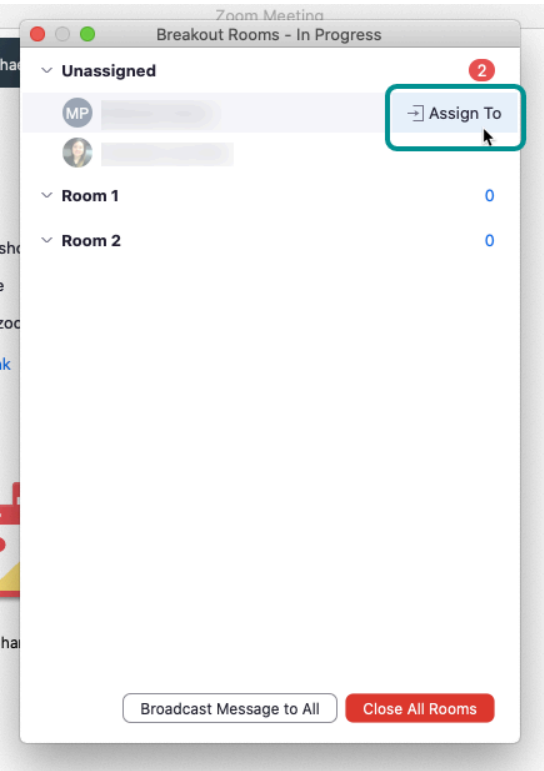 Zoom Meeting
Breakout Rooms - In Progress
Unassigned 2
MP Assign To
Room 1 0
Room 2 0
Broadcast Message to All Close All Rooms